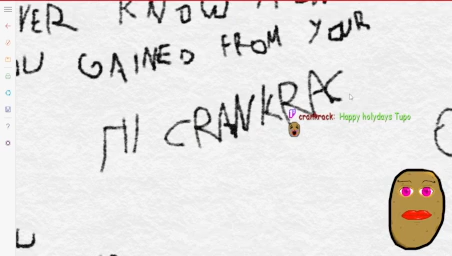 VER KNOW
U GAINED FROM YOUR
HI CRANKRAC
crankrack: Happy holydays Tupo
U